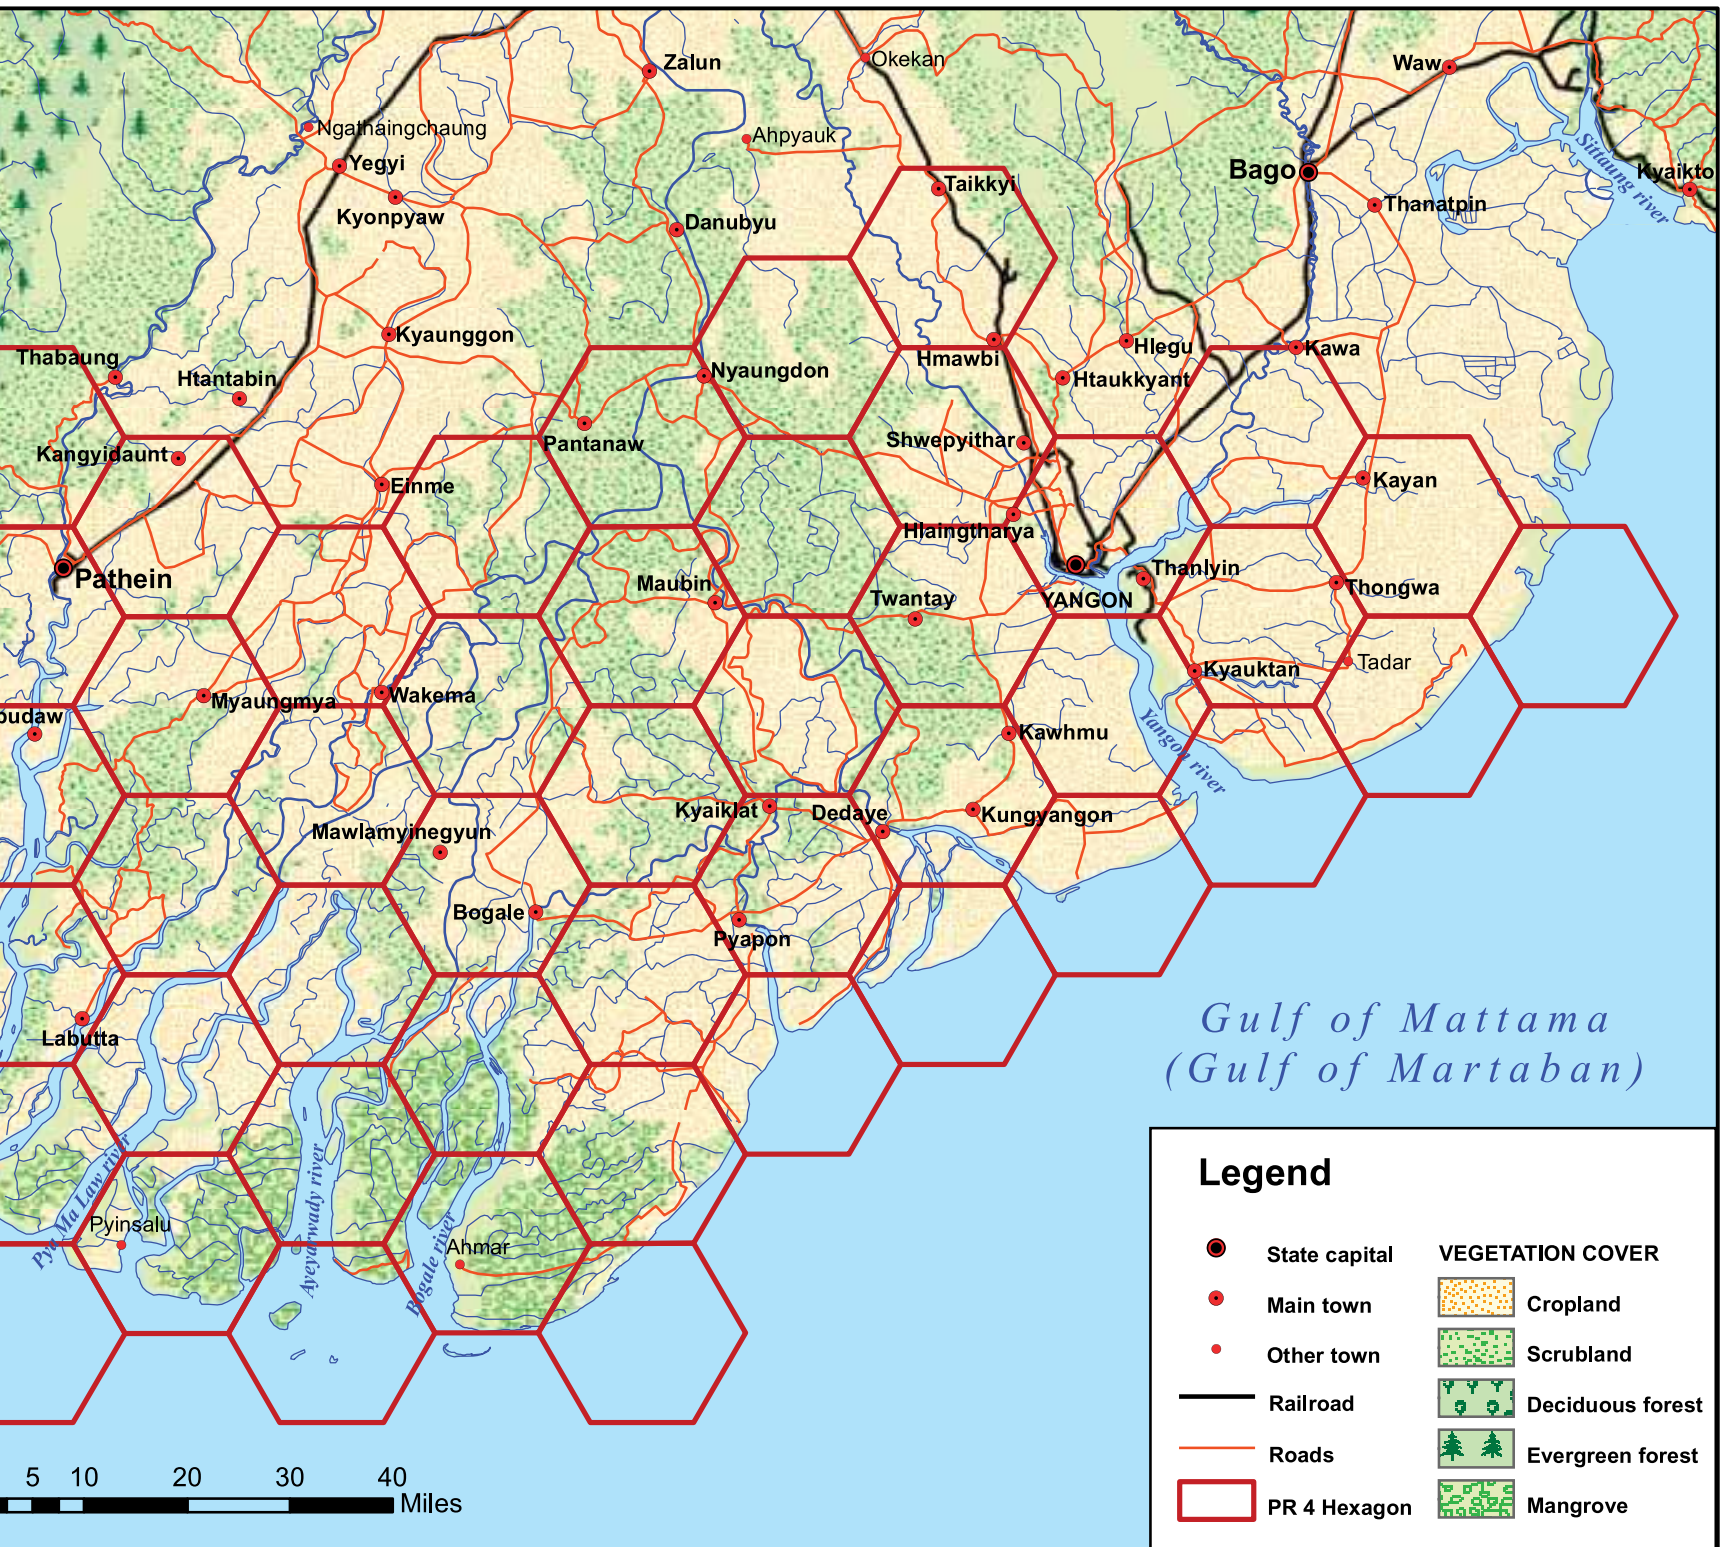 Zalun
Okekan
Waw
Ngathaingchaung
Ahpyauk
Sittaung river
Yegyi
Bago
Kyaikto
Taikkyi
Kyonpyaw
Thanatpin
Danubyu
Kyaunggon
Thabaung
Hmawbi
Hlegu
Kawa
Htantabin
Nyaungdon
Htaukkyant
Pantanaw
Shwepyithar
Kangyidaunt
Einme
Kayan
Hlaingtharya
Pathein
Maubin
Thanlyin
Twantay
YANGON
Thongwa
Kyauktan
Tadar
Myaungmya
Wakema
budaw
Kawhmu
Yangon river
Kyaiklat
Dedaye
Kungyangon
Mawlamyinegyun
Bogale
Pyapon
Labutta
Gulf of Mattama
(Gulf of Martaban)
Pya Ma Law river
Pyinsalu
Ayeyarwady river
Bogale river
Ahmar
Legend
State capital
VEGETATION COVER
Main town
Cropland
Other town
Scrubland
Railroad
Deciduous forest
Roads
Evergreen forest
PR 4 Hexagon
Mangrove
5 10 20 30 40
Miles